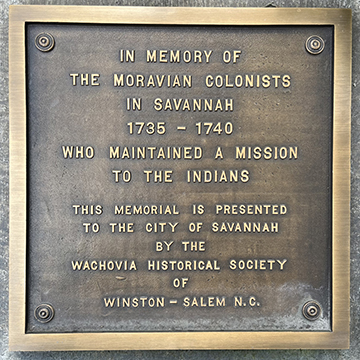 IN MEMORY OF
THE MORAVIAN COLONISTS
IN SAVANNAH
1735 – 1740
WHO MAINTAINED A MISSION
TO THE INDIANS
THIS MEMORIAL IS PRESENTED
TO THE CITY OF SAVANNAH
BY THE
WACHOVIA HISTORICAL SOCIETY
OF
WINSTON – SALEM N.C.